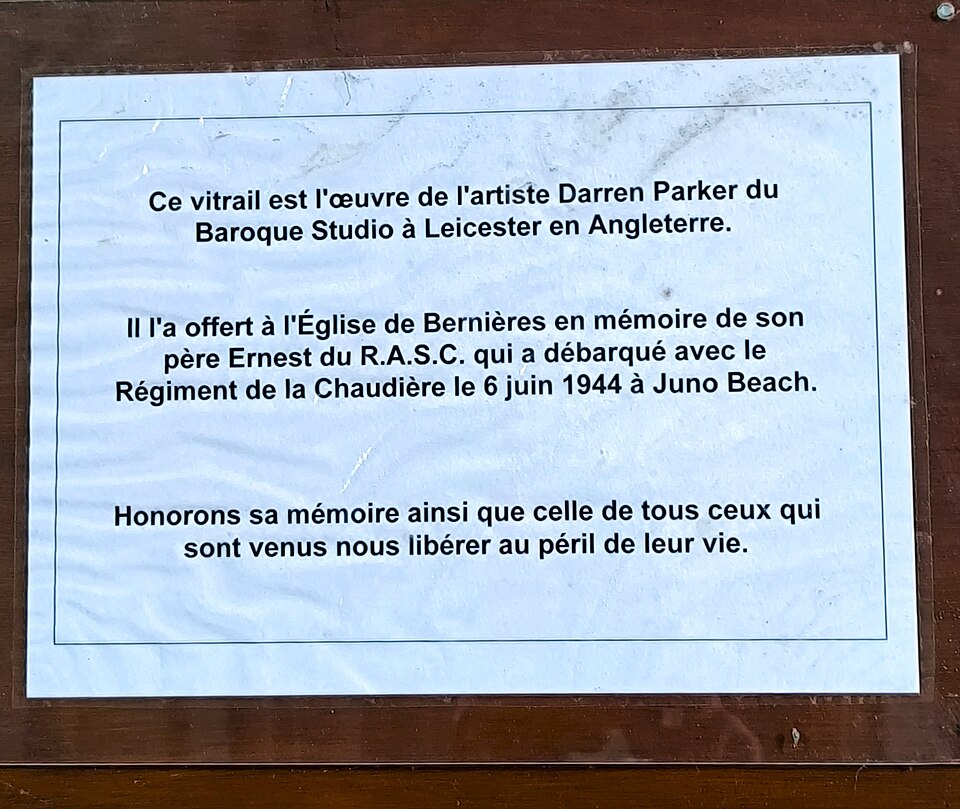 Ce vitrail est l'œuvre de l'artiste Darren Parker du
Baroque Studio à Leicester en Angleterre.
Il l'a offert à l'Église de Bernières en mémoire de son
père Ernest du R.A.S.C. qui a débarqué avec le
Régiment de la Chaudière le 6 juin 1944 à Juno Beach.
Honorons sa mémoire ainsi que celle de tous ceux qui
sont venus nous libérer au péril de leur vie.